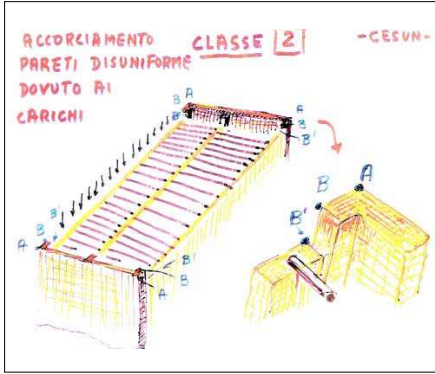 ACCORCIAMENTO CLASSE 2 -CESUN-
PARETI DISUNIFORME
DOVUTO AI
CARICHI
B A
B'
A
B
B'
B A
B'
B'
B
A
B'
B
A